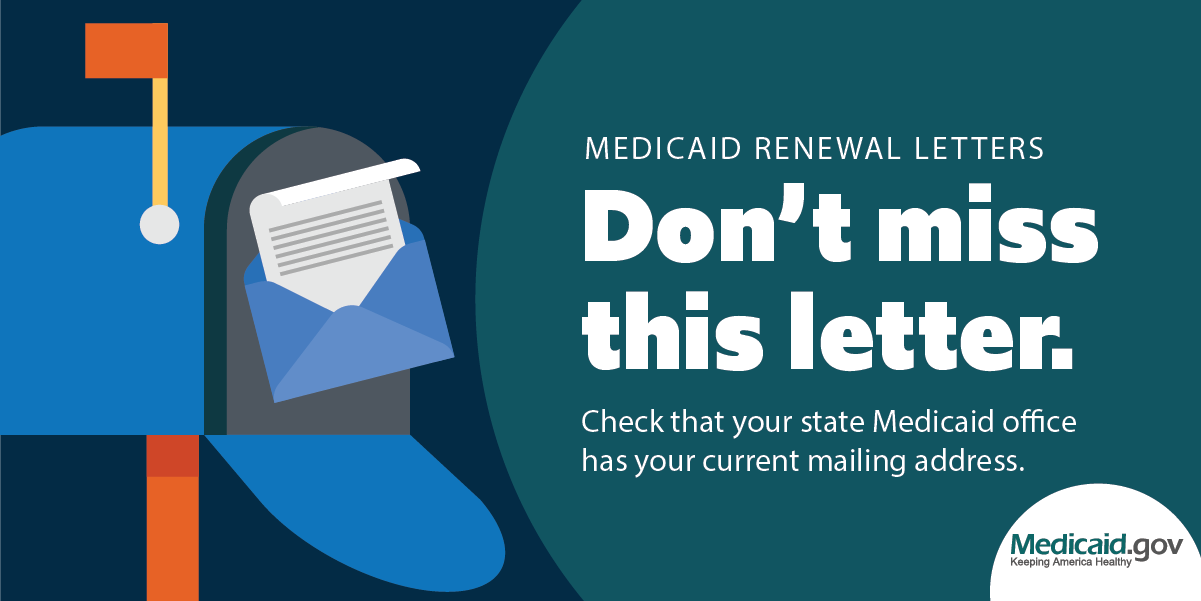 MEDICAID RENEWAL LETTERS
Don’t miss
this letter.
Check that your state Medicaid office
has your current mailing address.
Medicaid.gov
Keeping America Healthy